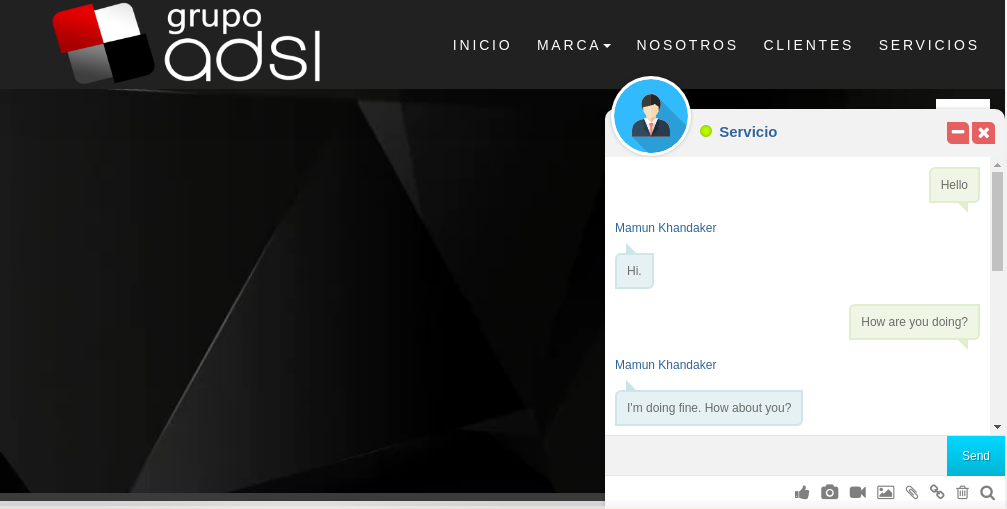 grupo
adsl
INICIO MARCA NOSOTROS CLIENTES SERVICIOS
Servicio
Hello
Mamun Khandaker
Hi.
How are you doing?
Mamun Khandaker
I'm doing fine. How about you?
Send